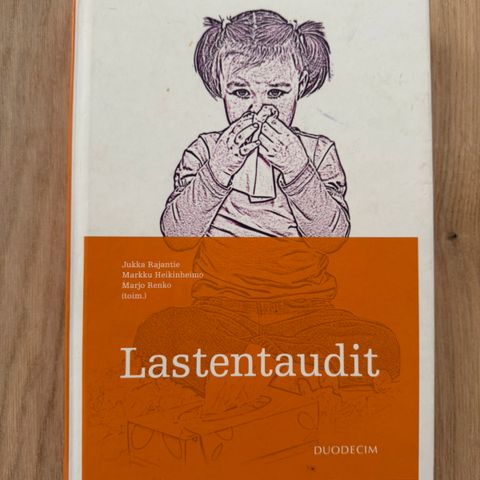 Jukka Rajantie
Markku Heikinheimo
Marjo Renko
(toim.)
Lastentaudit
DUODECIM